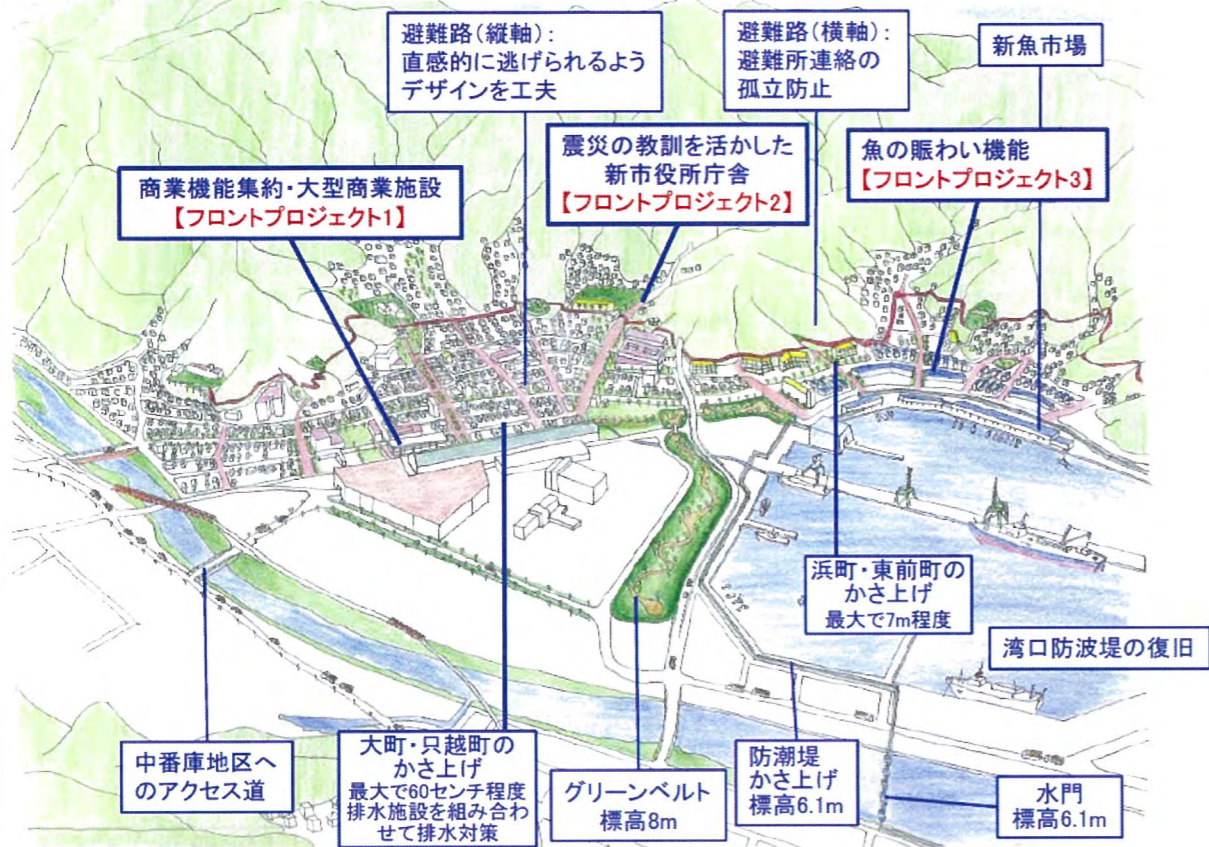 避難路(縦軸):
直感的に逃げられるよう
デザインを工夫
避難路(横軸):
避難所連絡の
孤立防止
新魚市場
商業機能集約・大型商業施設
【フロントプロジェクト1】
震災の教訓を活かした
新市役所庁舎
【フロントプロジェクト2】
魚の賑わい機能
【フロントプロジェクト3】
浜町・東前町の
かさ上げ
最大で7m程度
湾口防波堤の復旧
中番庫地区へ
のアクセス道
大町・只越町の
かさ上げ
最大で60センチ程度
排水施設を組み合わ
せて排水対策
グリーンベルト
標高8m
防潮堤
かさ上げ
標高6.1m
水門
標高6.1m